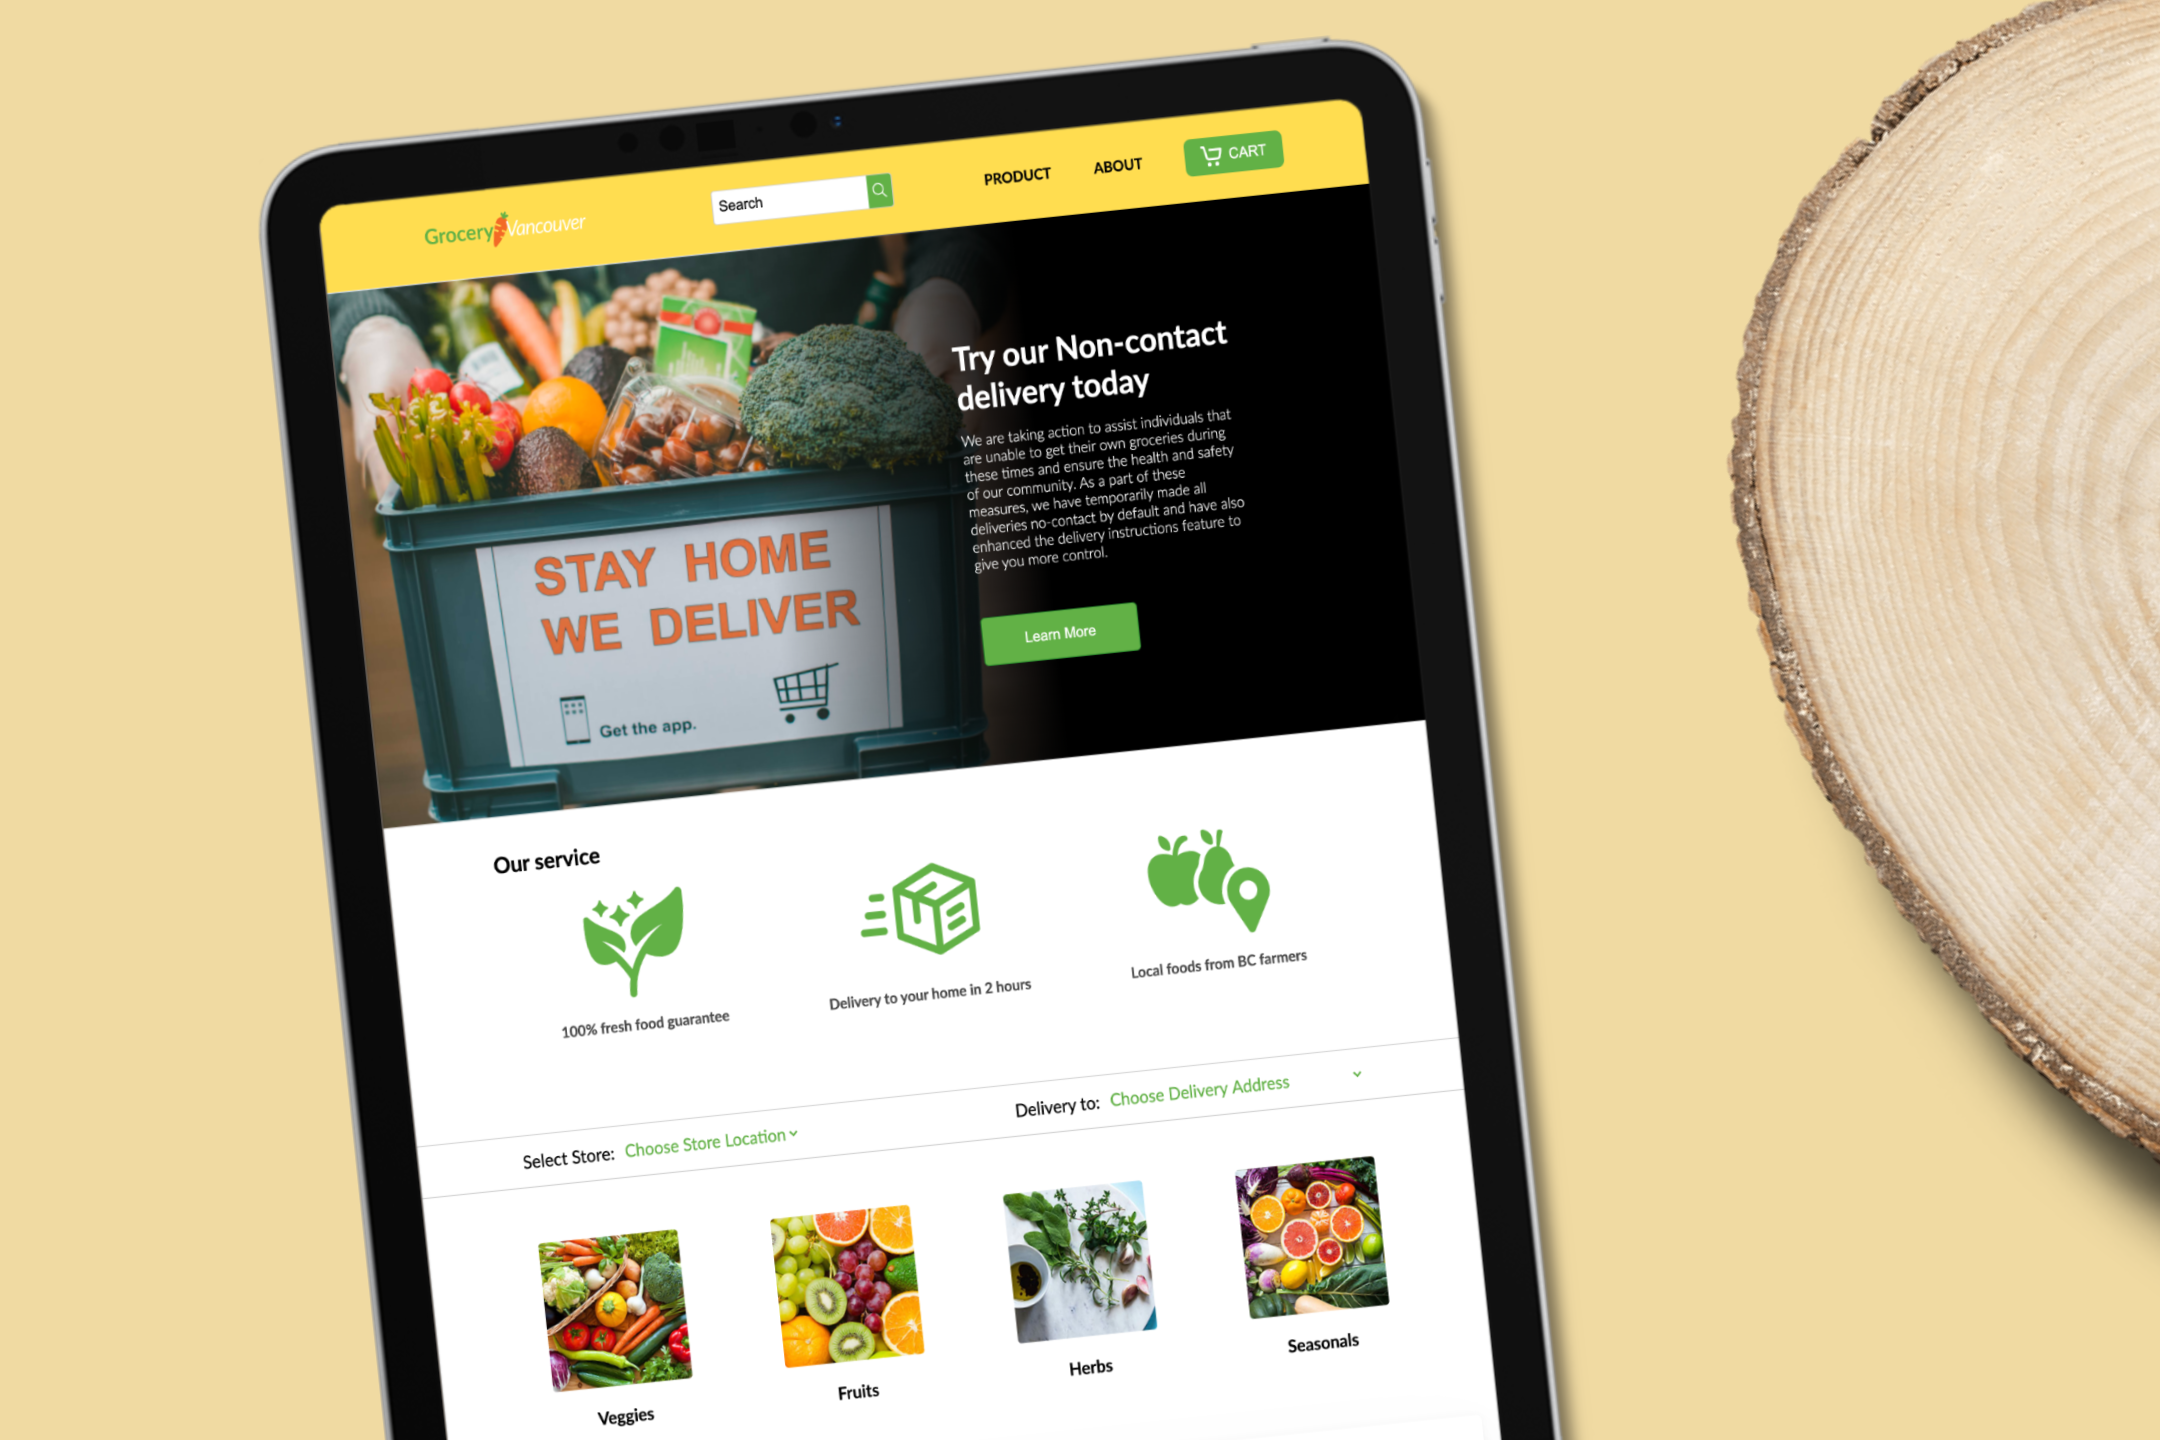 Grocery Vancouver
Search
PRODUCT
ABOUT
CART
STAY HOME
WE DELIVER
Get the app.
Try our Non-contact
delivery today
We are taking action to assist individuals that
are unable to get their own groceries during
these times and ensure the health and safety
of our community. As a part of these
measures, we have temporarily made all
deliveries no-contact by default and have also
enhanced the delivery instructions feature to
give you more control.
Learn More
Our service
100% fresh food guarantee
Delivery to your home in 2 hours
Local foods from BC farmers
Select Store: Choose Store Location
Delivery to: Choose Delivery Address
Veggies
Fruits
Herbs
Seasonals